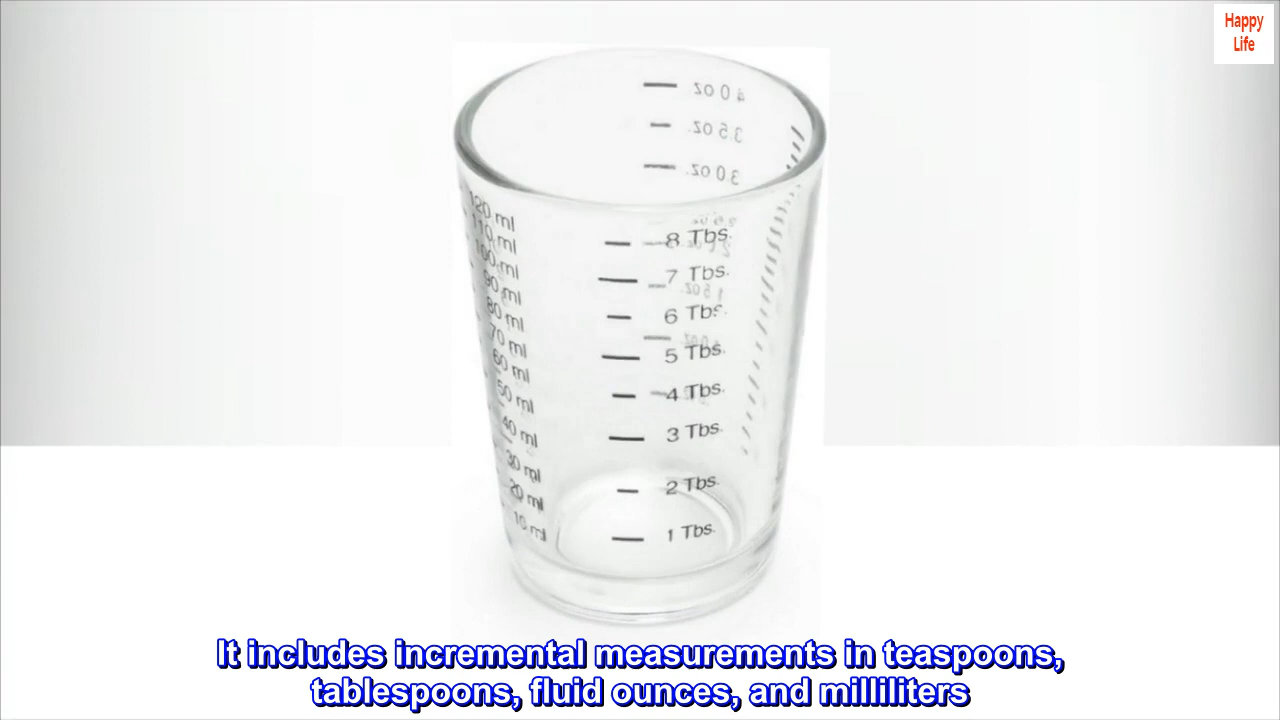 Happy
Life
4.0 oz.
3.5 oz.
3.0 oz.
120 ml
110 ml
100 ml
90 ml
80 ml
70 ml
60 ml
50 ml
40 ml
30 ml
20 ml
10 ml
8 Tbs.
7 Tbs.
1.5 oz.
6 Tbs.
5 Tbs.
4 Tbs.
3 Tbs.
2 Tbs.
1 Tbs.
It includes incremental measurements in teaspoons,
tablespoons, fluid ounces, and milliliters